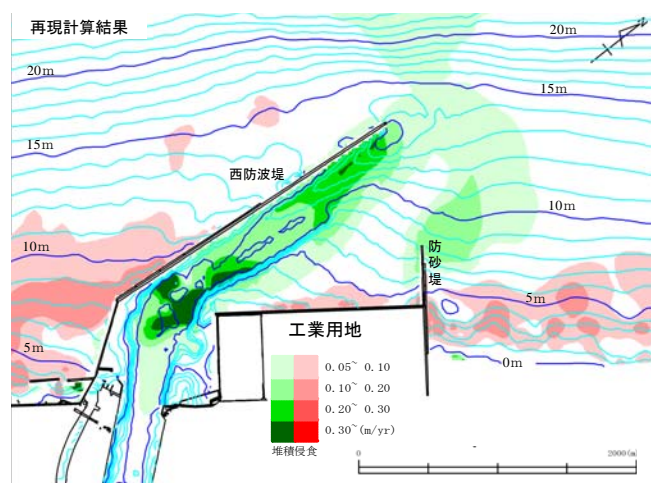 再現計算結果
20m
20m
15m
15m
西防波堤
10m
10m
防砂堤
5m
5m
0m
工業用地
0.05~ 0.10
0.10~ 0.20
0.20~ 0.30
0.30~(m/yr)
堆積侵食
0
2000(m)